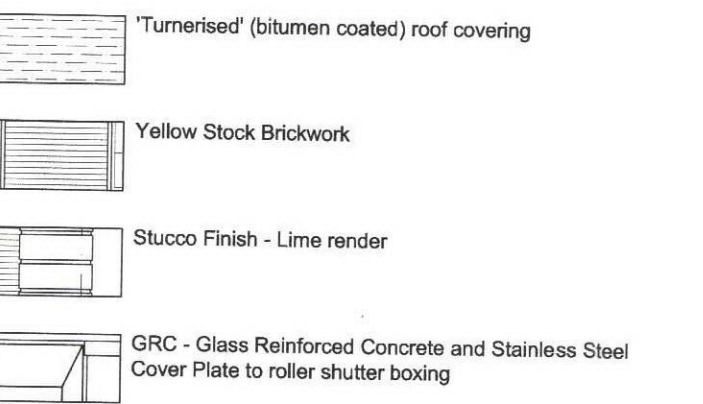 'Turnerised' (bitumen coated) roof covering
Yellow Stock Brickwork
Stucco Finish - Lime render
GRC - Glass Reinforced Concrete and Stainless Steel
Cover Plate to roller shutter boxing